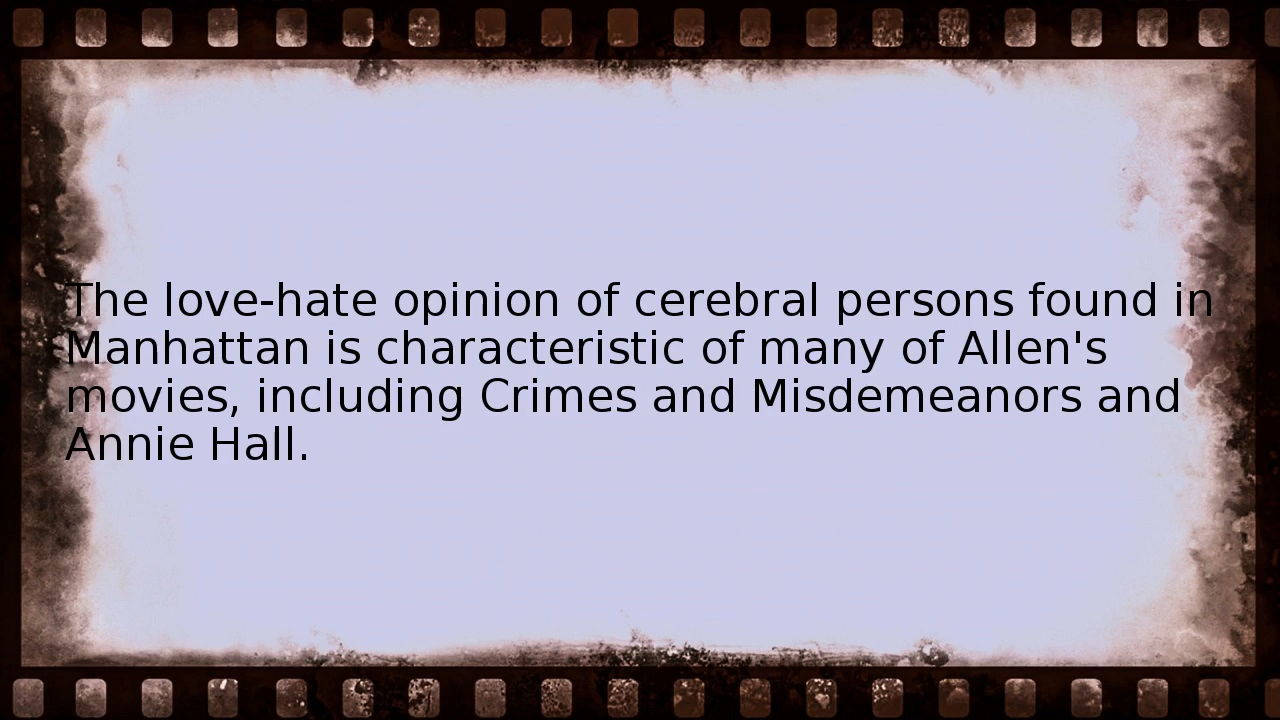 The love-hate opinion of cerebral persons found in
Manhattan is characteristic of many of Allen's
movies, including Crimes and Misdemeanors and
Annie Hall.